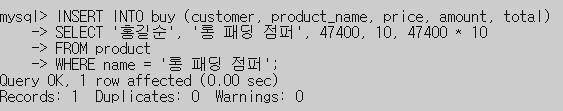 mysql> INSERT INTO buy (customer, product_name, price, amount, total)
-> SELECT '홍길순', '롱 패딩 점퍼', 47400, 10, 47400 * 10
-> FROM product
-> WHERE name = '롱 패딩 점퍼';
Query OK, 1 row affected (0.00 sec)
Records: 1  Duplicates: 0  Warnings: 0